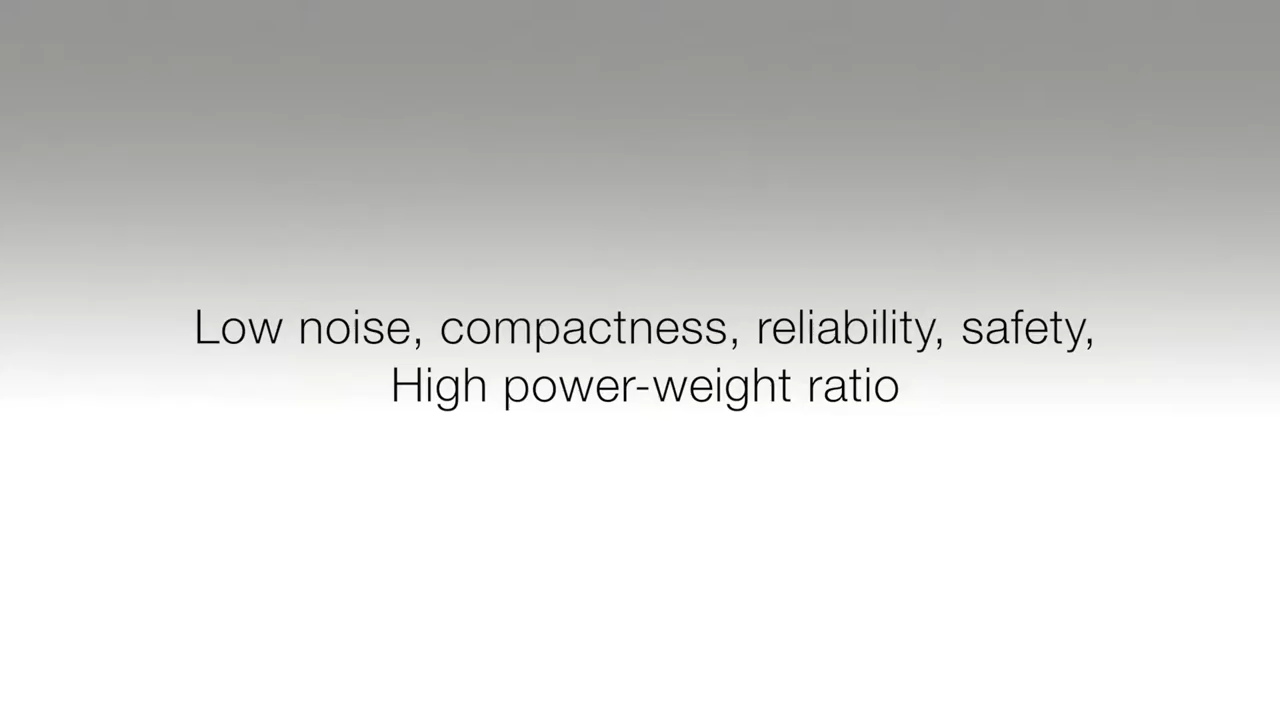 Low noise, compactness, reliability, safety,
High power-weight ratio